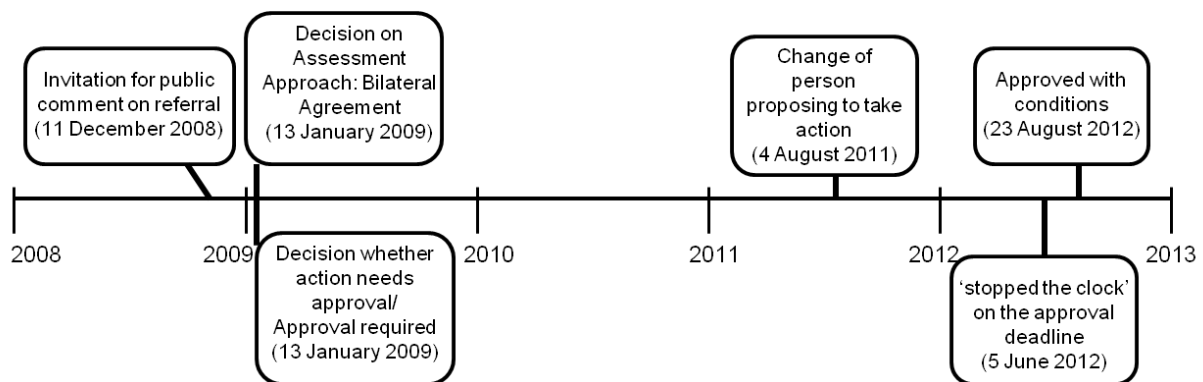 Invitation for public
comment on referral
(11 December 2008)
Decision on
Assessment
Approach: Bilateral
Agreement
(13 January 2009)
Change of
person
proposing to take
action
(4 August 2011)
Approved with
conditions
(23 August 2012)
2008
2009
2010
2011
2012
2013
Decision whether
action needs
approval/
Approval required
(13 January 2009)
‘stopped the clock’
on the approval
deadline
(5 June 2012)